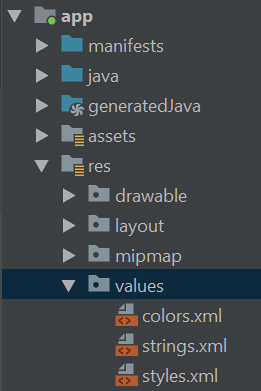 app
manifests
java
generatedJava
assets
res
drawable
layout
mipmap
values
colors.xml
strings.xml
styles.xml